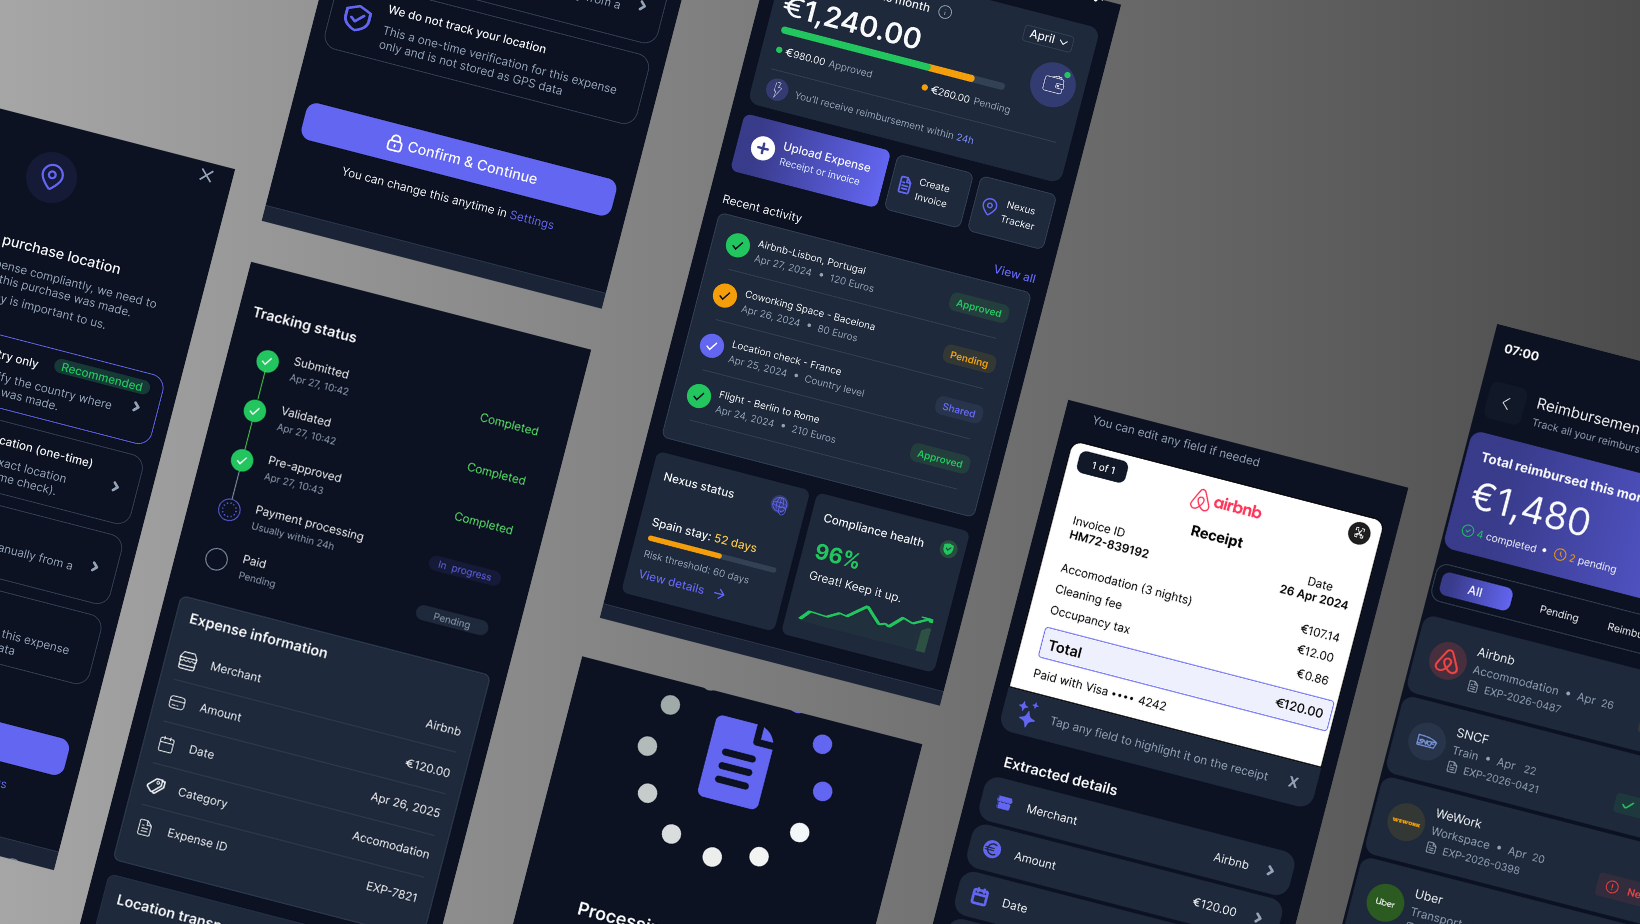 purchase location
ense compliantly, we need to
this purchase was made.
y is important to us.
try only
Recommended
fy the country where
was made.
cation (one-time)
xact location
me check).
anually from a
this expense
ata
We do not track your location
This a one-time verification for this expense
only and is not stored as GPS data
Confirm & Continue
You can change this anytime in Settings
Tracking status
Submitted
Apr 27, 10:42
Completed
Validated
Apr 27, 10:42
Completed
Pre-approved
Apr 27, 10:43
Completed
Payment processing
Usually within 24h
In progress
Paid
Pending
Pending
Expense information
Merchant
Airbnb
Amount
€120.00
Date
Apr 26, 2025
Category
Accomodation
Expense ID
EXP-7821
month
€1,240.00
April
€980.00 Approved
€260.00 Pending
You'll receive reimbursement within 24h
Upload Expense
Receipt or invoice
Create
Invoice
Nexus
Tracker
Recent activity
View all
Airbnb-Lisbon, Portugal
Apr 27, 2024 • 120 Euros
Approved
Coworking Space - Bacelona
Apr 26, 2024 • 80 Euros
Pending
Location check - France
Apr 25, 2024 • Country level
Shared
Flight - Berlin to Rome
Apr 24, 2024 • 210 Euros
Approved
Nexus status
Spain stay: 52 days
Risk threshold: 60 days
View details
Compliance health
96%
Great! Keep it up.
You can edit any field if needed
1 of 1
airbnb
Receipt
Invoice ID
HM72-839192
Date
26 Apr 2024
Accomodation (3 nights)
€107.14
Cleaning fee
€12.00
Occupancy tax
€0.86
Total
€120.00
Paid with Visa •••• 4242
Tap any field to highlight it on the receipt
X
Extracted details
Merchant
Airbnb
Amount
€120.00
Date
07:00
Reimbursemen
Track all your reimburs
Total reimbursed this mon
€1,480
4 completed • 2 pending
All
Pending
Reimbu
Airbnb
Accommodation • Apr 26
EXP-2026-0487
SNCF
SNCF
Train • Apr 22
EXP-2026-0421
WeWork
wework
Workspace • Apr 20
EXP-2026-0398
Ne
Uber
Uber
Transport